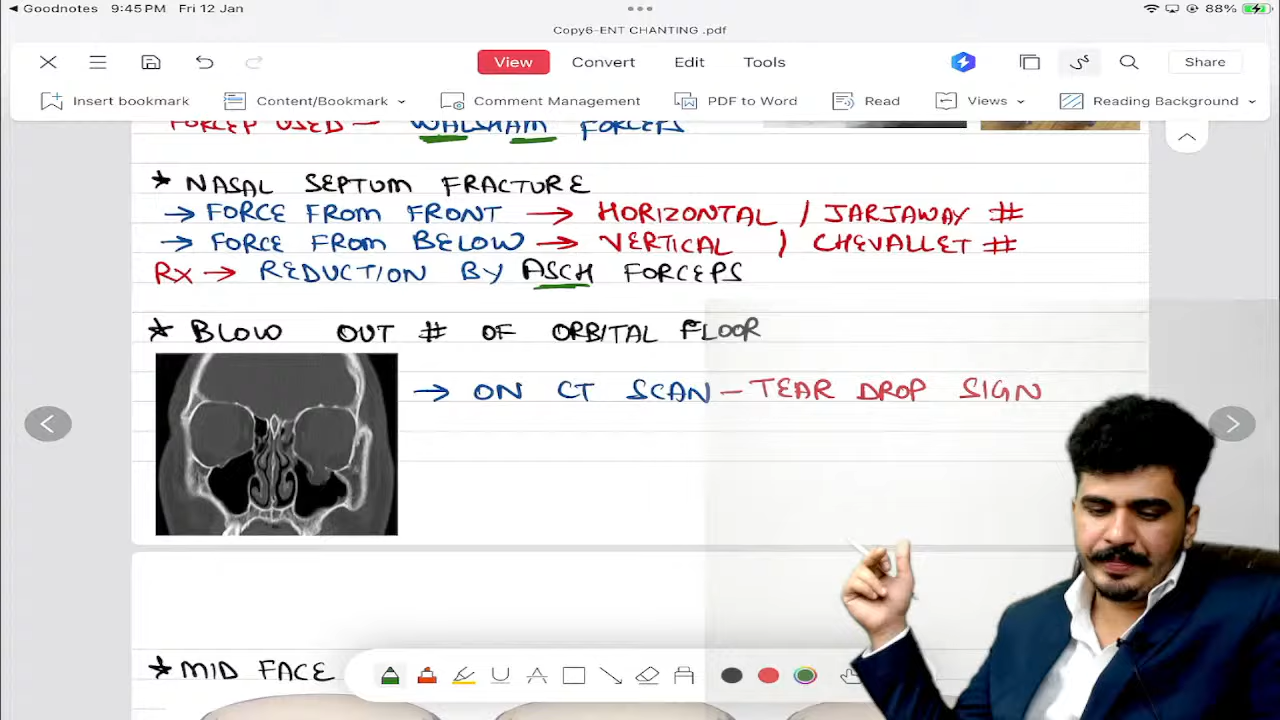 Goodnotes 9:45 PM Fri 12 Jan 88%
Copy6-ENT CHANTING .pdf
View Convert Edit Tools Share
Insert bookmark Content/Bookmark Comment Management PDF to Word Read Views Reading Background
FORCEP USED - WALSHAM FORCEPS
* NASAL SEPTUM FRACTURE
→ FORCE FROM FRONT → HORIZONTAL / JARJAWAY #
→ FORCE FROM BELOW → VERTICAL / CHEVALLET #
RX → REDUCTION BY ASCH FORCEPS
* BLOW OUT # OF ORBITAL FLOOR
→ ON CT SCAN - TEAR DROP SIGN
* MID FACE